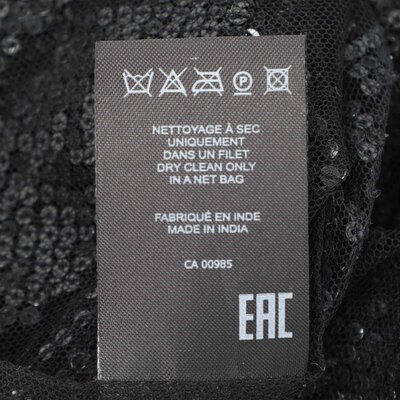 P
NETTOYAGE À SEC
UNIQUEMENT
DANS UN FILET
DRY CLEAN ONLY
IN A NET BAG
FABRIQUÉ EN INDE
MADE IN INDIA
CA 00985
EAC